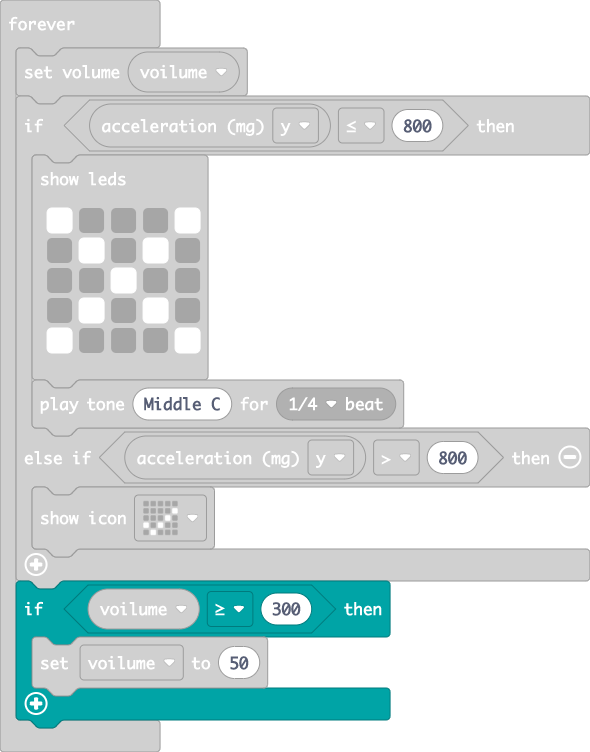 forever
set volume voilume
if acceleration (mg) y ≤ 800 then
show leds
play tone Middle C for 1/4 beat
else if acceleration (mg) y > 800 then
show icon
if voilume ≥ 300 then
set voilume to 50